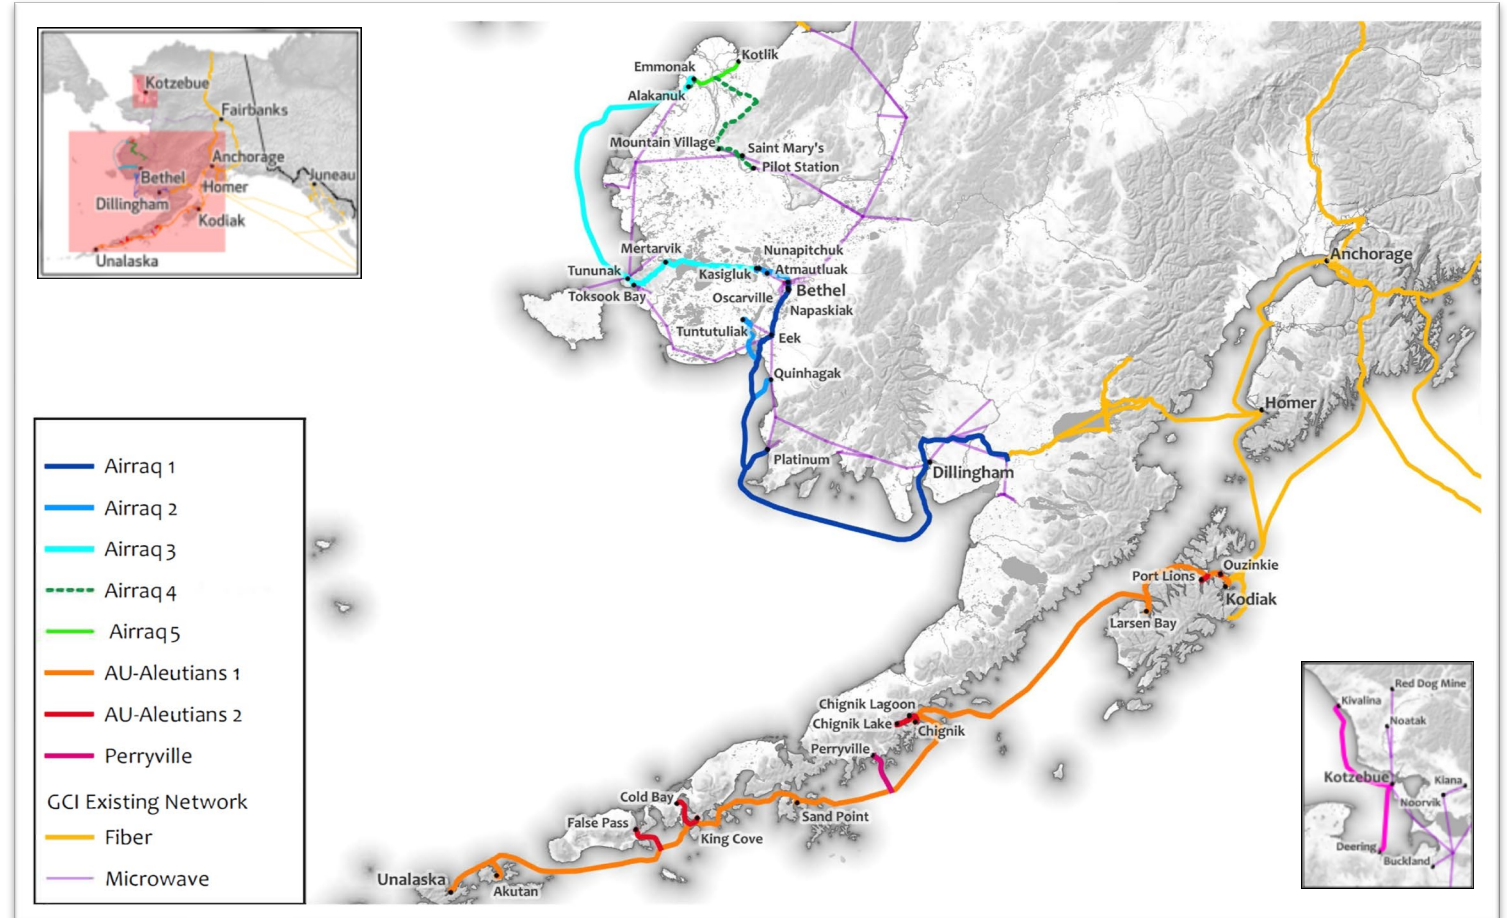 Kotzebue
Fairbanks
Anchorage
Bethel
Homer
Juneau
Dillingham
Kodiak
Unalaska
Kotlik
Emmonak
Alakanuk
Mountain Village
Saint Mary's
Pilot Station
Mertarvik
Nunapitchuk
Tununak
Kasigluk
Atmautluak
Toksook Bay
Oscarville
Bethel
Napaskiak
Tuntutuliak
Eek
Quinhagak
Platinum
Dillingham
Anchorage
Homer
Ouzinkie
Port Lions
Kodiak
Larsen Bay
Chignik Lagoon
Chignik Lake
Chignik
Perryville
Cold Bay
Sand Point
False Pass
King Cove
Unalaska
Akutan
Airraq 1
Airraq 2
Airraq 3
Airraq 4
Airraq 5
AU-Aleutians 1
AU-Aleutians 2
Perryville
GCI Existing Network
Fiber
Microwave
Red Dog Mine
Kivalina
Noatak
Kotzebue
Kiana
Noorvik
Deering
Buckland